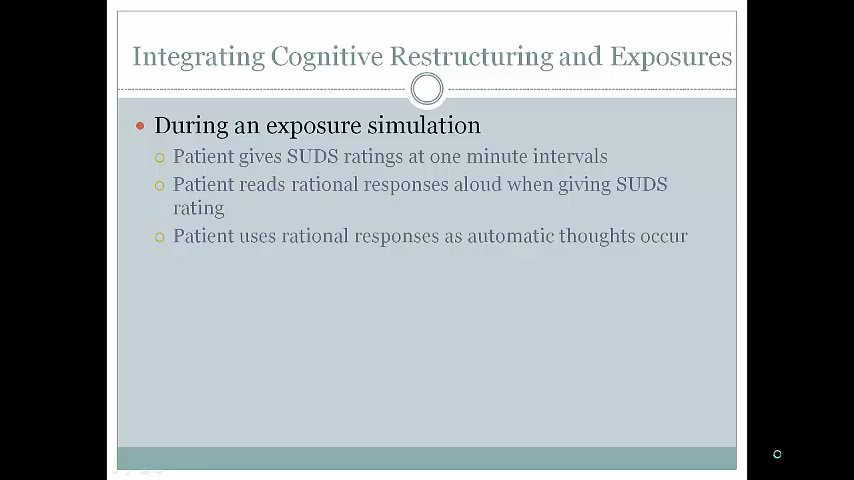 Integrating Cognitive Restructuring and Exposures
During an exposure simulation
Patient gives SUDS ratings at one minute intervals
Patient reads rational responses aloud when giving SUDS
rating
Patient uses rational responses as automatic thoughts occur